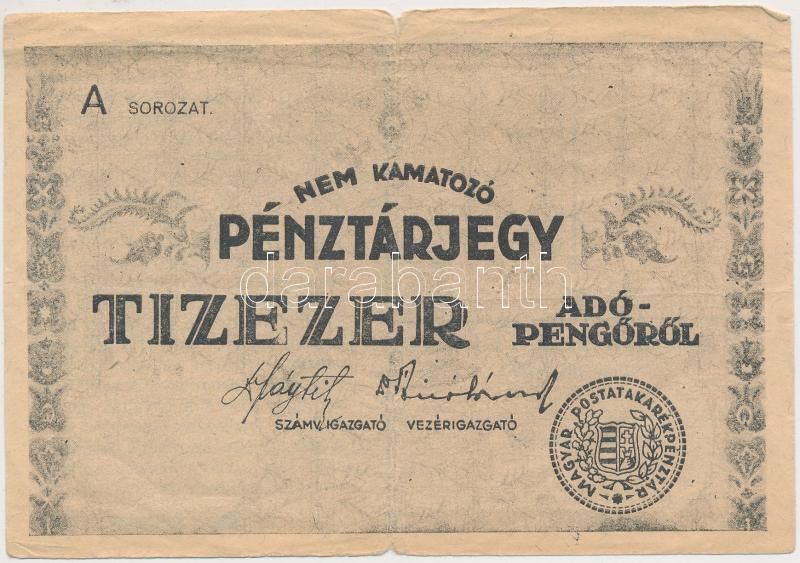 A SOROZAT.
NEM KAMATOZÓ
PÉNZTÁRJEGY
darabanth
TIZEZER
ADÓ-
PENGŐRŐL
SZÁMV. IGAZGATÓ VEZÉRIGAZGATÓ
MAGYAR POSTATAKARÉKPÉNZTÁR